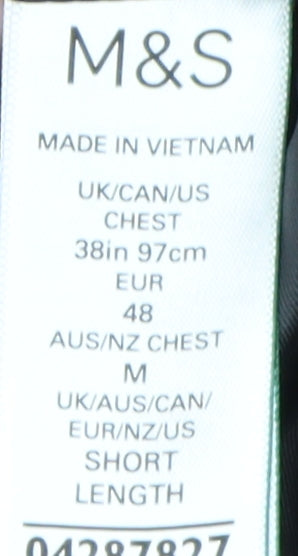 M&S
MADE IN VIETNAM
UK/CAN/US
CHEST
38in 97cm
EUR
48
AUS/NZ CHEST
M
UK/AUS/CAN/
EUR/NZ/US
SHORT
LENGTH
04287827